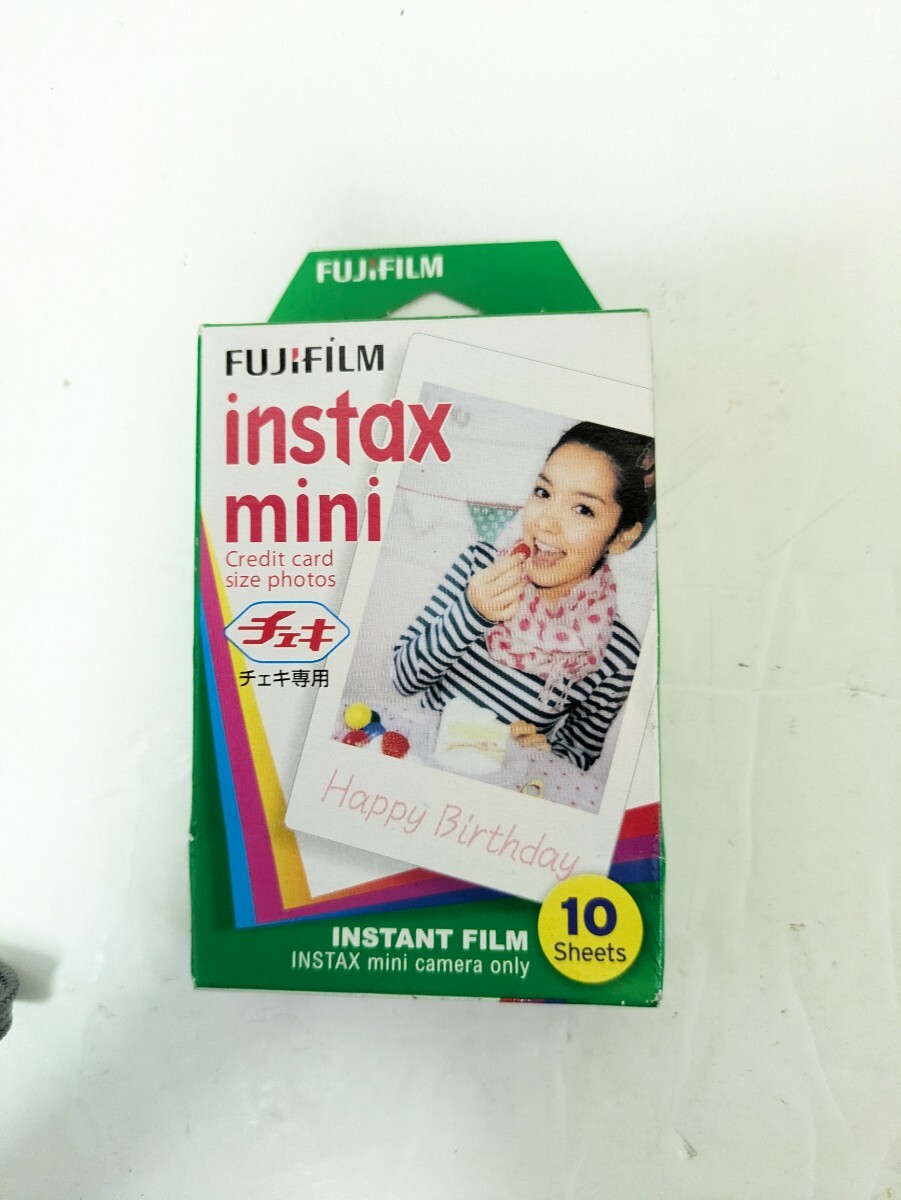 FUJIFILM
FUJIFILM
instax
mini
Credit card
size photos
チェキ
チェキ専用
Happy Birthday
INSTANT FILM
INSTAX mini camera only
10
Sheets